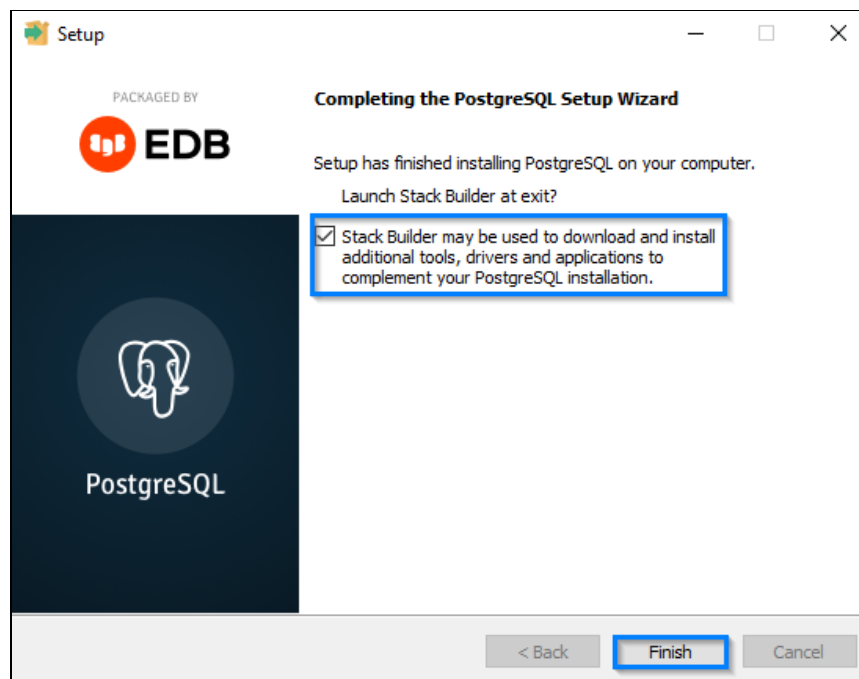 Setup
PACKAGED BY
EDB
PostgreSQL
Completing the PostgreSQL Setup Wizard
Setup has finished installing PostgreSQL on your computer.
Launch Stack Builder at exit?
Stack Builder may be used to download and install
additional tools, drivers and applications to
complement your PostgreSQL installation.
< Back
Finish
Cancel